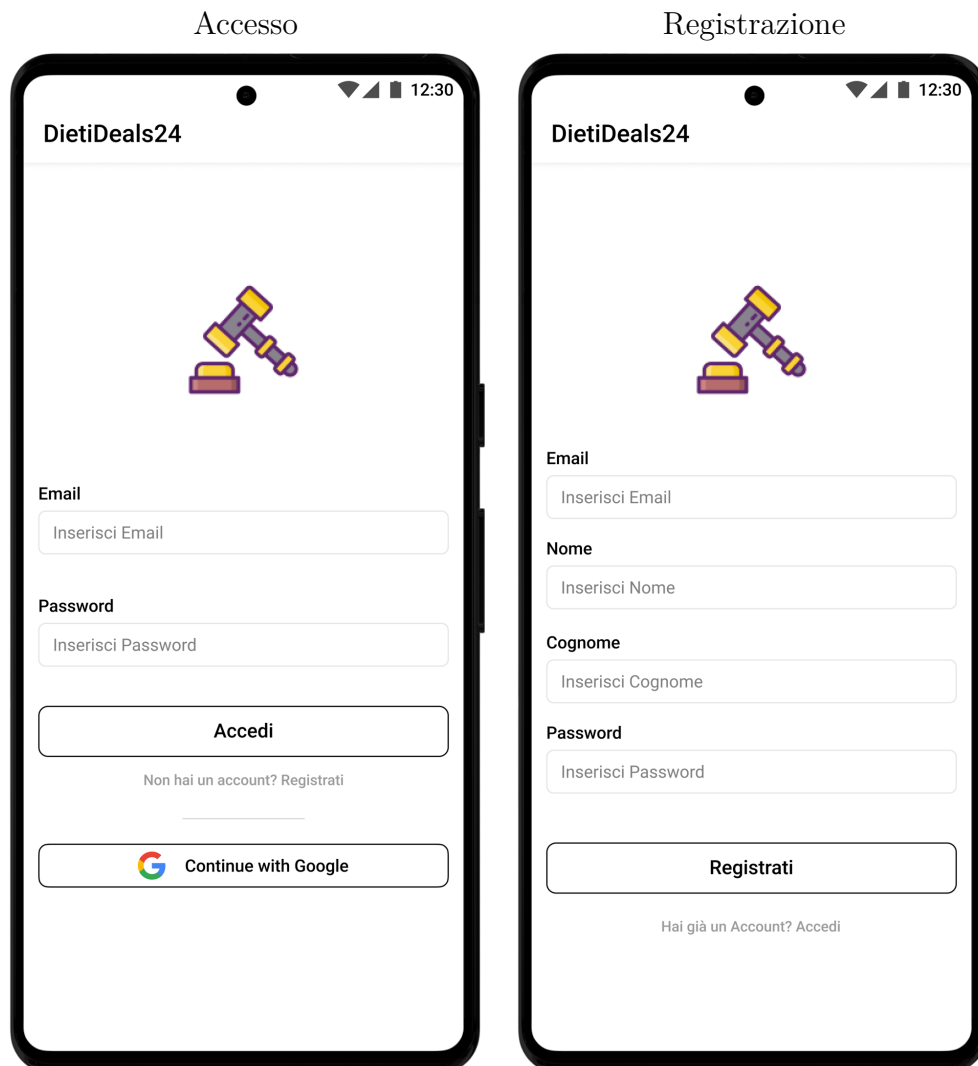 Accesso
12:30
DietiDeals24
Email
Inserisci Email
Password
Inserisci Password
Accedi
Non hai un account? Registrati
Continue with Google
Registrazione
12:30
DietiDeals24
Email
Inserisci Email
Nome
Inserisci Nome
Cognome
Inserisci Cognome
Password
Inserisci Password
Registrati
Hai già un Account? Accedi